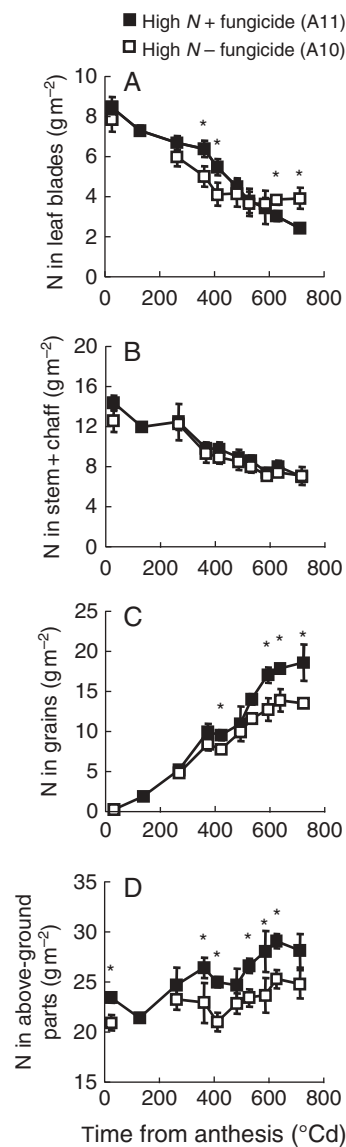 High N + fungicide (A11)
High N – fungicide (A10)
A
N in leaf blades (g m⁻²)
10
8
6
4
2
0
* * * *
0 200 400 600 800
B
N in stem + chaff (g m⁻²)
20
16
12
8
4
0
0 200 400 600 800
C
N in grains (g m⁻²)
25
20
15
10
5
0
* * * *
0 200 400 600 800
D
N in above-ground
parts (g m⁻²)
35
30
25
20
15
* * * * * *
0 200 400 600 800
Time from anthesis (°Cd)